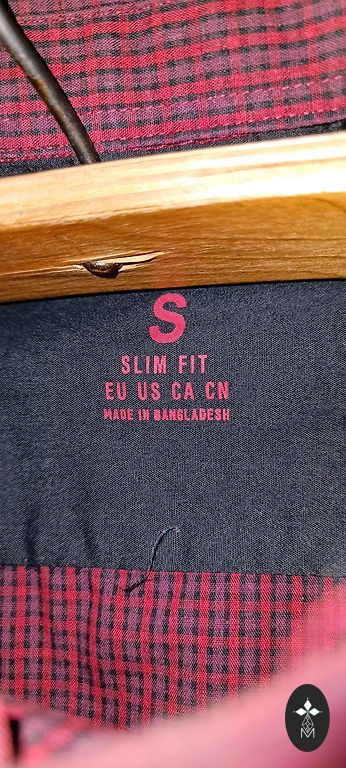 S
SLIM FIT
EU US CA CN
MADE IN BANGLADESH
M